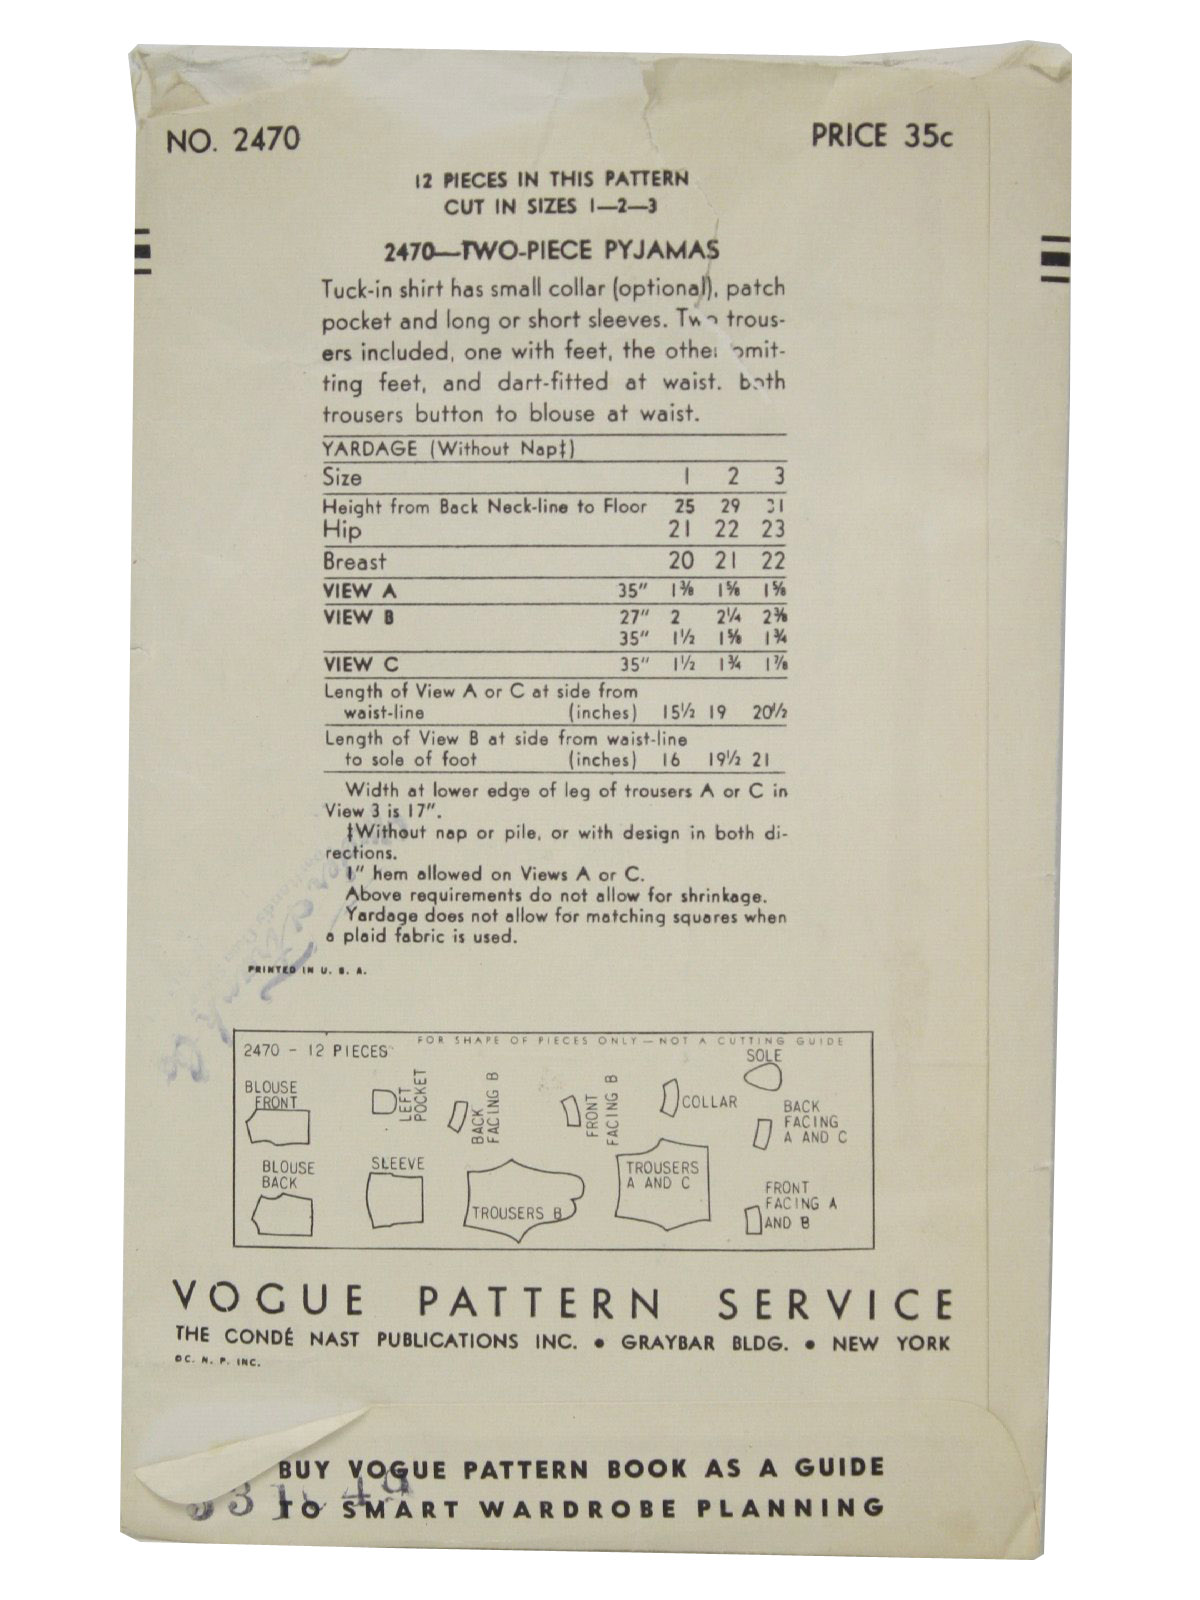 NO. 2470 PRICE 35c
12 PIECES IN THIS PATTERN
CUT IN SIZES 1—2—3
2470—TWO-PIECE PYJAMAS
Tuck-in shirt has small collar (optional), patch
pocket and long or short sleeves. Two trous-
ers included, one with feet, the other omit-
ting feet, and dart-fitted at waist. both
trousers button to blouse at waist.
YARDAGE (Without Nap‡)
Size 1 2 3
Height from Back Neck-line to Floor 25 29 31
Hip 21 22 23
Breast 20 21 22
VIEW A 35" 1⅜ 1⅝ 1⅝
VIEW B 27" 2 2¼ 2⅜
35" 1½ 1⅝ 1¾
VIEW C 35" 1½ 1¾ 1⅞
Length of View A or C at side from
waist-line (inches) 15½ 19 20½
Length of View B at side from waist-line
to sole of foot (inches) 16 19½ 21
Width at lower edge of leg of trousers A or C in
View 3 is 17".
‡Without nap or pile, or with design in both di-
rections.
1" hem allowed on Views A or C.
Above requirements do not allow for shrinkage.
Yardage does not allow for matching squares when
a plaid fabric is used.
PRINTED IN U. S. A.
FOR SHAPE OF PIECES ONLY — NOT A CUTTING GUIDE
2470 - 12 PIECES
BLOUSE
FRONT
LEFT
POCKET
BACK
FACING B
FRONT
FACING B
COLLAR
SOLE
BACK
FACING
A AND C
BLOUSE
BACK
SLEEVE
TROUSERS B
TROUSERS
A AND C
FRONT
FACING A
AND B
VOGUE PATTERN SERVICE
THE CONDÉ NAST PUBLICATIONS INC. • GRAYBAR BLDG. • NEW YORK
©C. N. P. INC.
BUY VOGUE PATTERN BOOK AS A GUIDE
TO SMART WARDROBE PLANNING